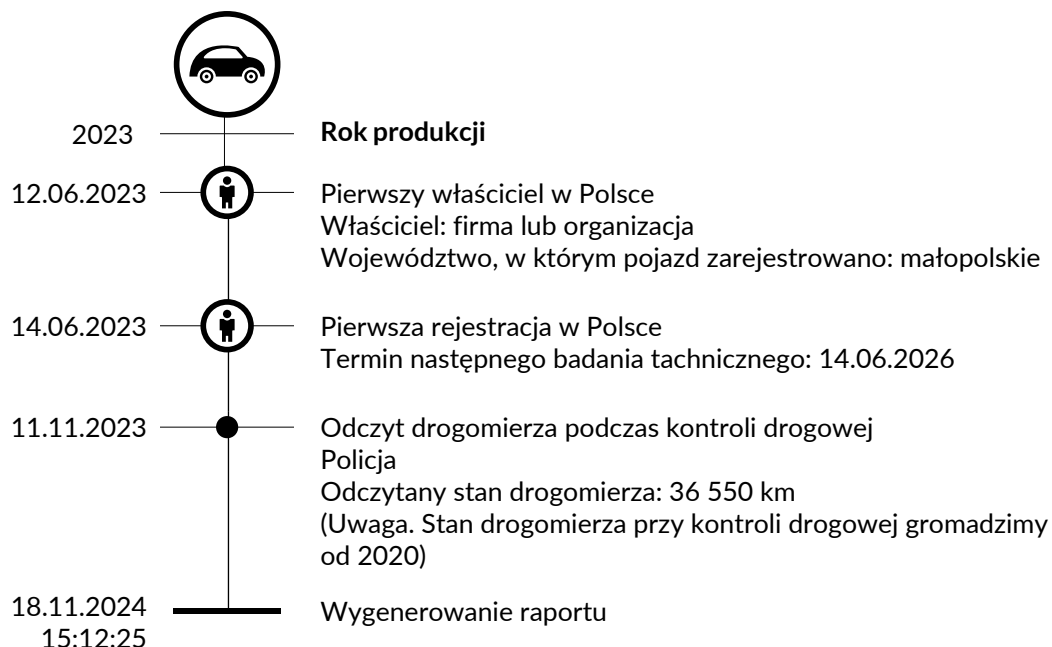 2023
Rok produkcji
12.06.2023
Pierwszy właściciel w Polsce
Właściciel: firma lub organizacja
Województwo, w którym pojazd zarejestrowano: małopolskie
14.06.2023
Pierwsza rejestracja w Polsce
Termin następnego badania tachnicznego: 14.06.2026
11.11.2023
Odczyt drogomierza podczas kontroli drogowej
Policja
Odczytany stan drogomierza: 36 550 km
(Uwaga. Stan drogomierza przy kontroli drogowej gromadzimy
od 2020)
18.11.2024
15:12:25
Wygenerowanie raportu